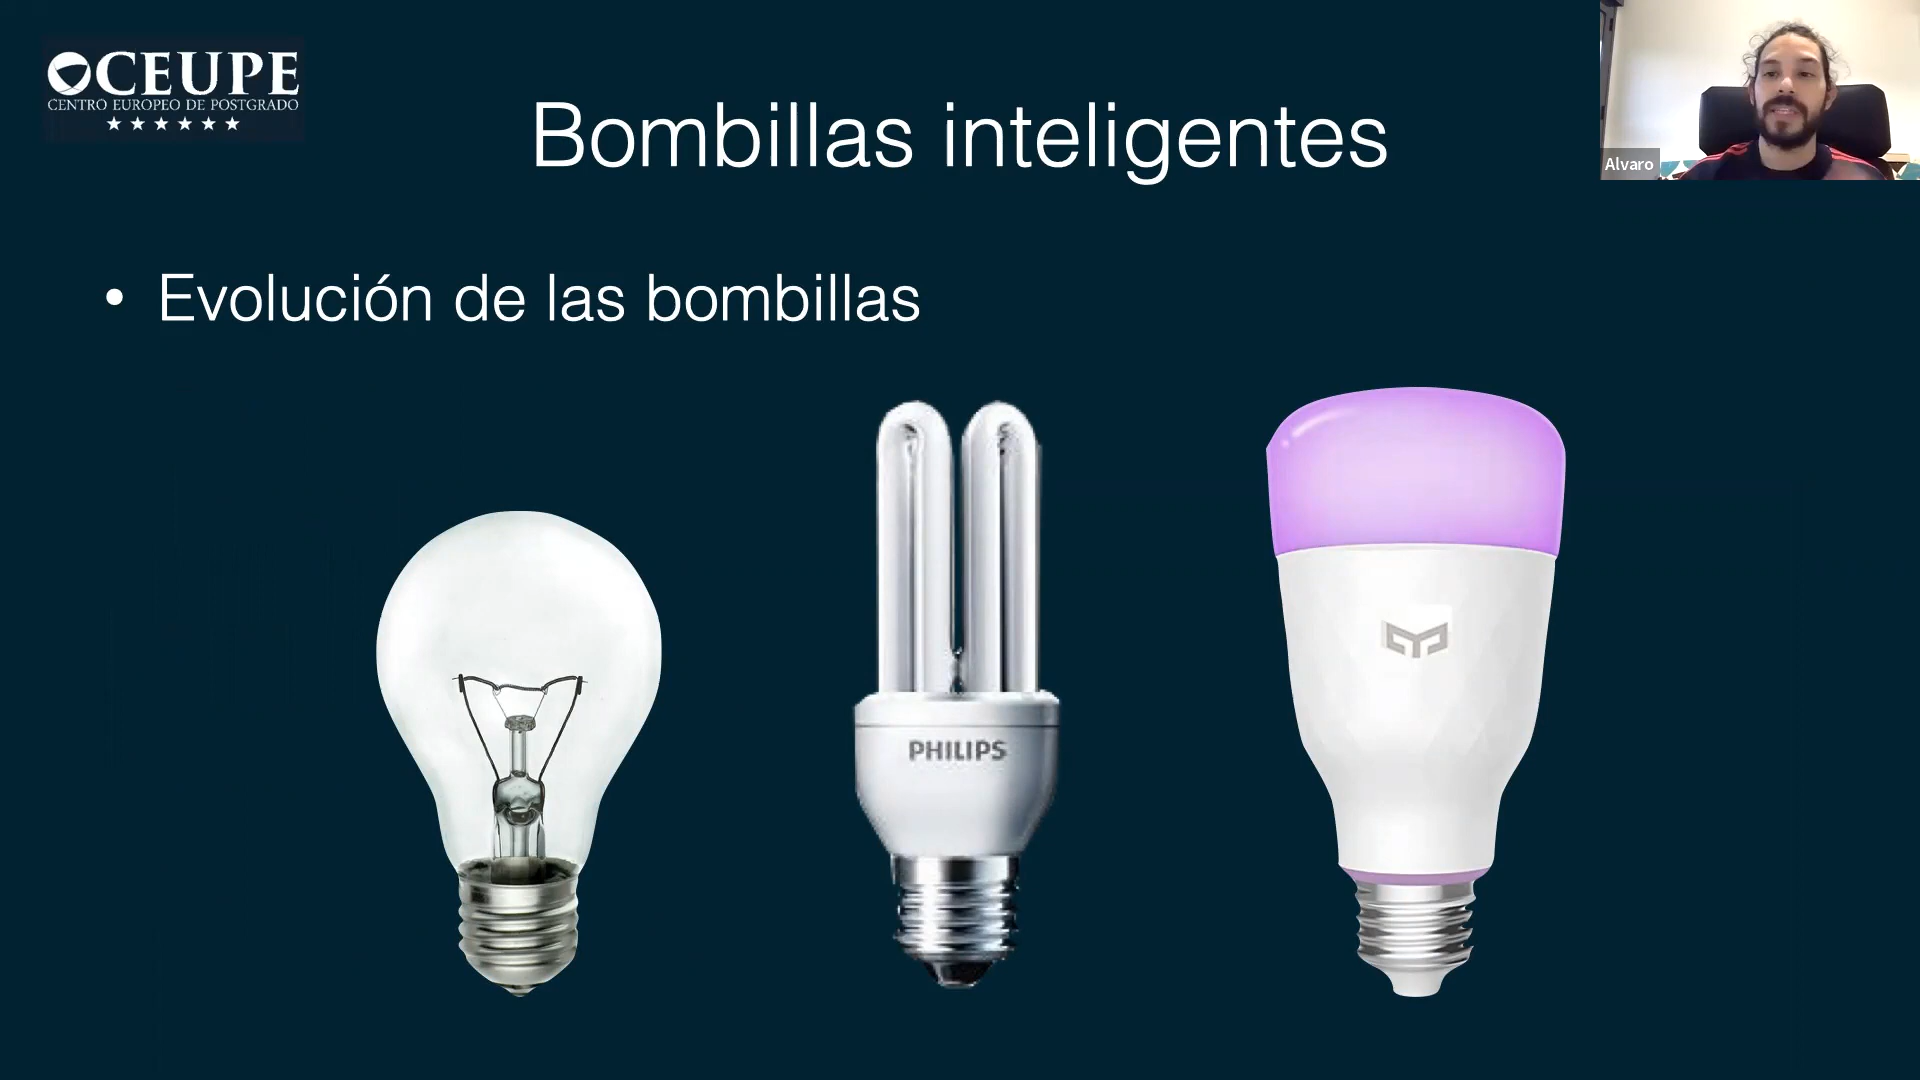 CEUPE
CENTRO EUROPEO DE POSTGRADO
Bombillas inteligentes
Alvaro
• Evolución de las bombillas
PHILIPS